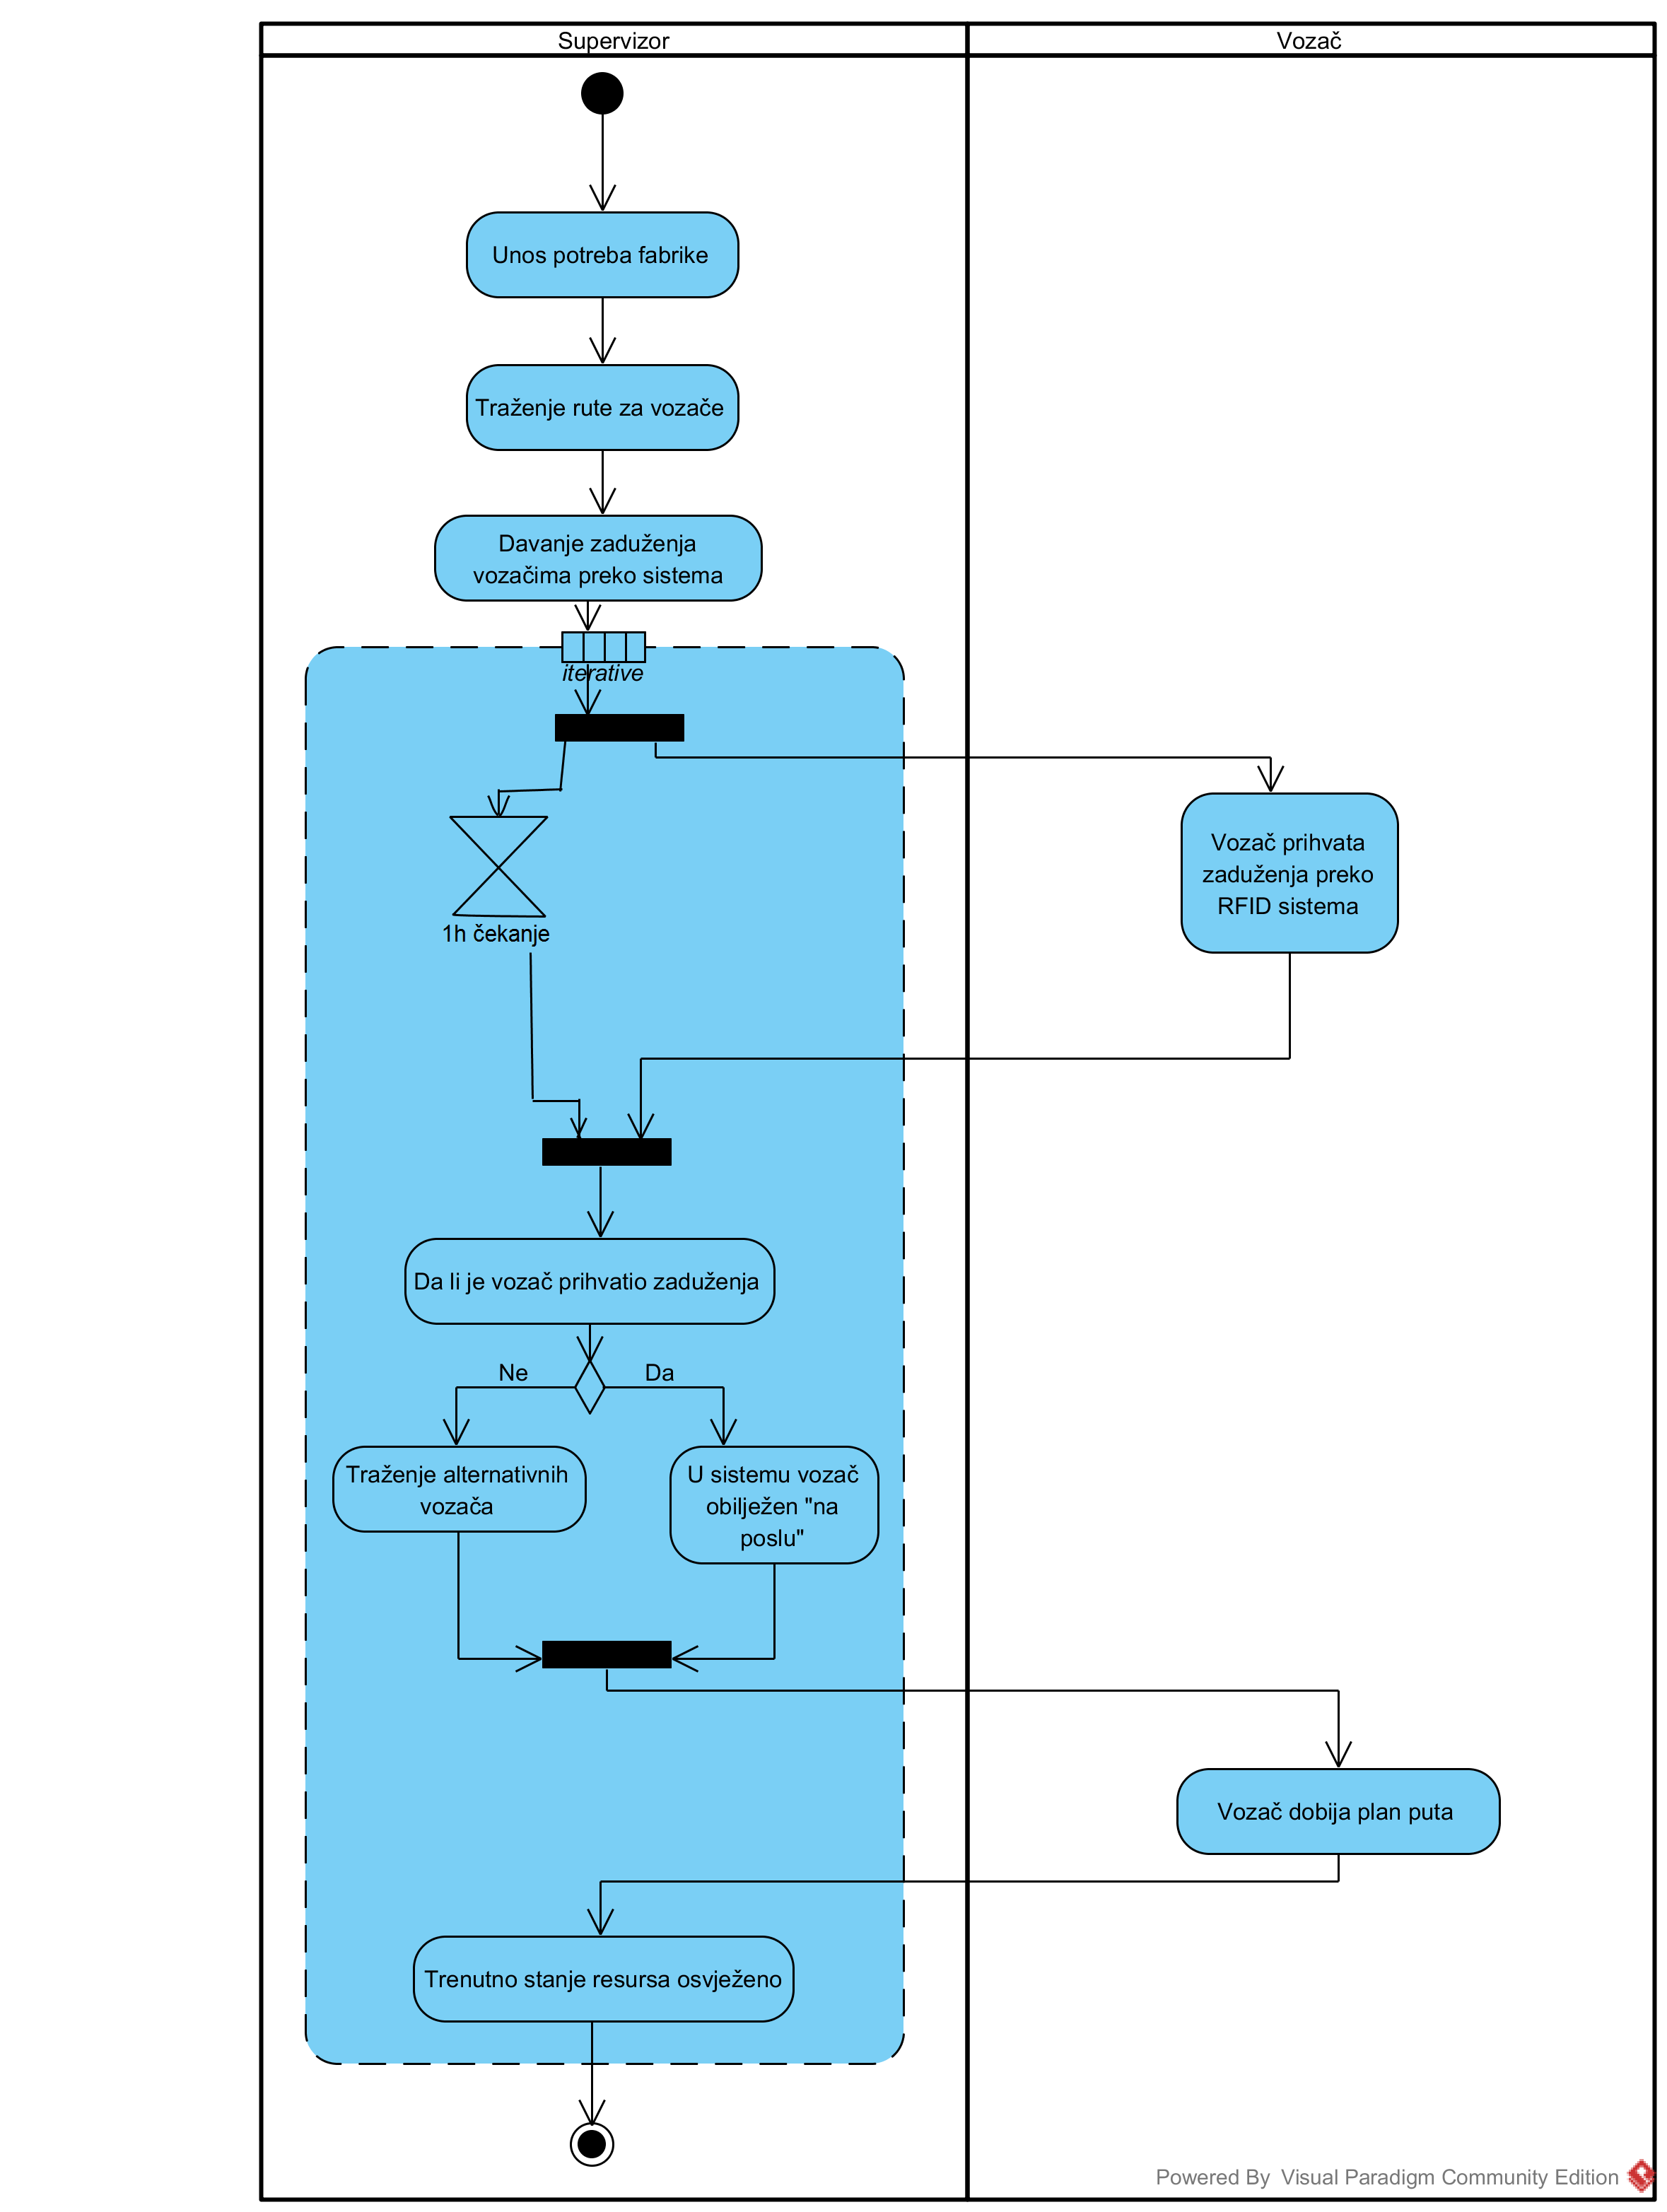 Supervizor
Vozač
Unos potreba fabrike
Traženje rute za vozače
Davanje zaduženja
vozačima preko sistema
iterative
Vozač prihvata
zaduženja preko
RFID sistema
1h čekanje
Da li je vozač prihvatio zaduženja
Ne
Da
Traženje alternativnih
vozača
U sistemu vozač
obilježen "na
poslu"
Vozač dobija plan puta
Trenutno stanje resursa osvježeno
Powered By Visual Paradigm Community Edition